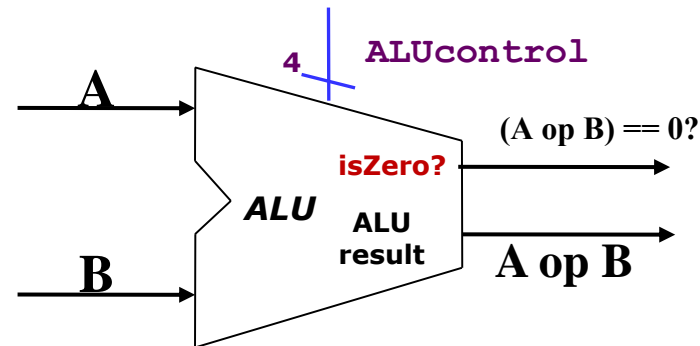 4
ALUcontrol
A
(A op B) == 0?
isZero?
ALU
ALU
result
A op B
B